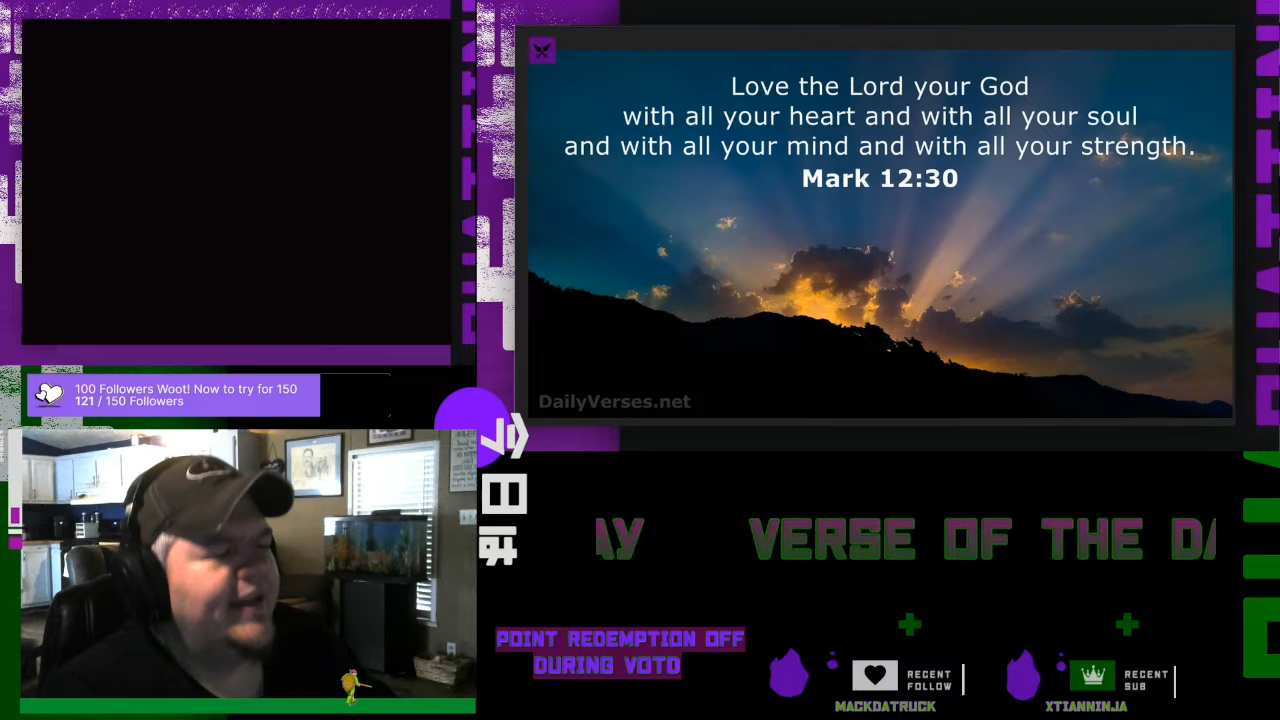 Love the Lord your God
with all your heart and with all your soul
and with all your mind and with all your strength.
Mark 12:30
DailyVerses.net
100 Followers Woot! Now to try for 150
121 / 150 Followers
AY VERSE OF THE DA
POINT REDEMPTION OFF
DURING VOTD
RECENT
FOLLOW
MACKDATRUCK
RECENT
SUB
XTIANNINJA